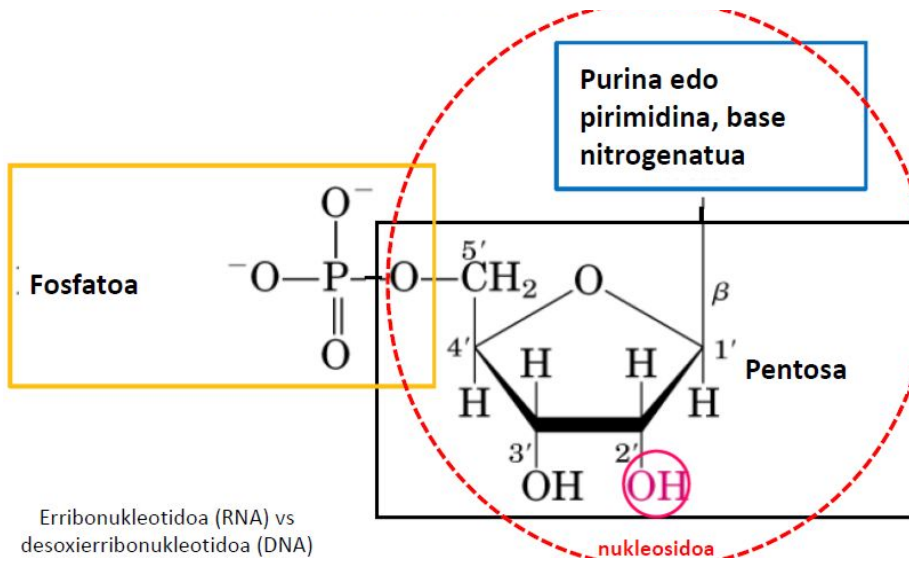 Purina edo
pirimidina, base
nitrogenatua
O⁻
5′
Fosfatoa
⁻O—P—O—CH₂
O
β
O
4′
1′
H
H
Pentosa
H
H
3′
2′
OH
OH
Erribonukleotidoa (RNA) vs
desoxierribonukleotidoa (DNA)
nukleosidoa